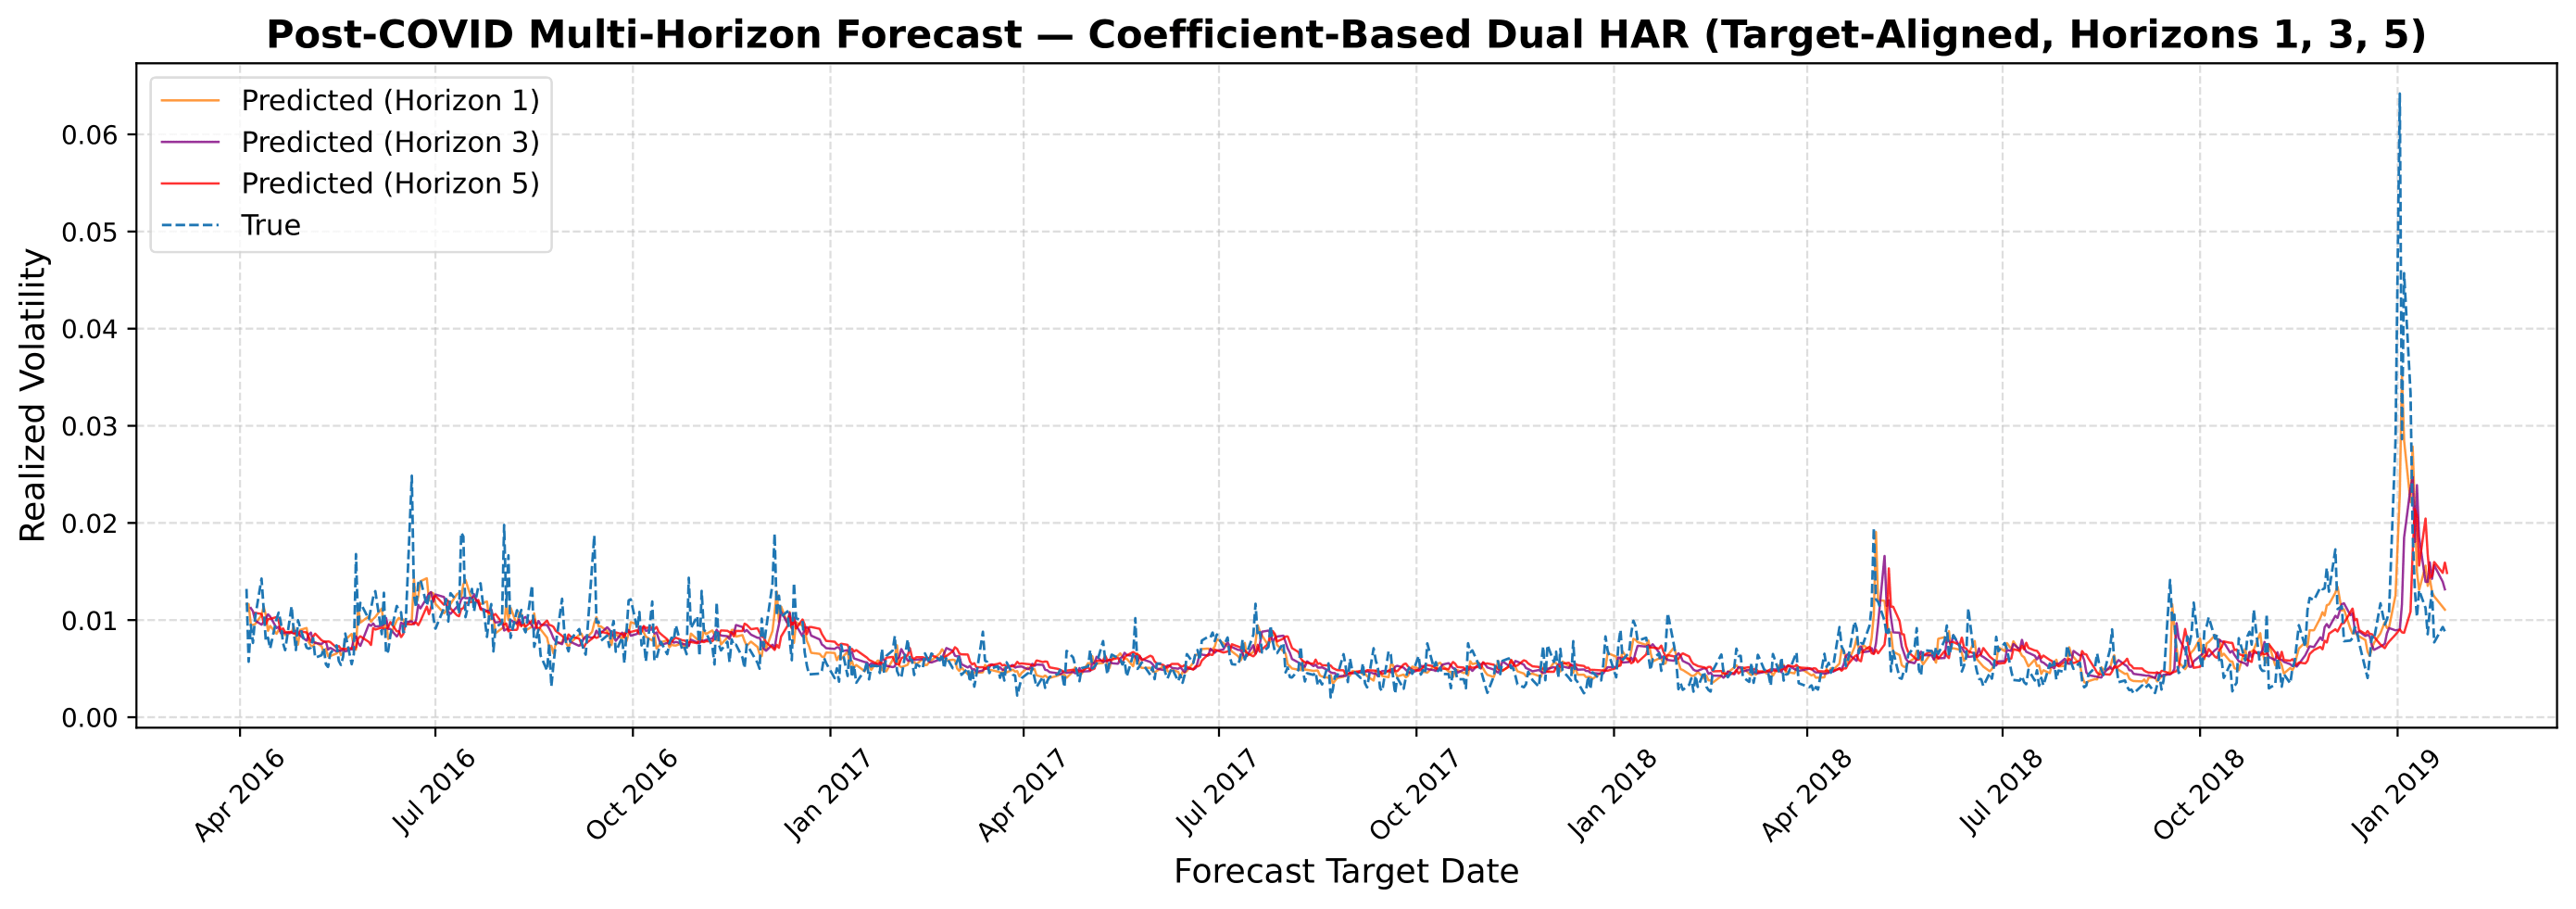 Post-COVID Multi-Horizon Forecast — Coefficient-Based Dual HAR (Target-Aligned, Horizons 1, 3, 5)
Predicted (Horizon 1)
Predicted (Horizon 3)
Predicted (Horizon 5)
True
Realized Volatility
0.06
0.05
0.04
0.03
0.02
0.01
0.00
Apr 2016
Jul 2016
Oct 2016
Jan 2017
Apr 2017
Jul 2017
Oct 2017
Jan 2018
Apr 2018
Jul 2018
Oct 2018
Jan 2019
Forecast Target Date